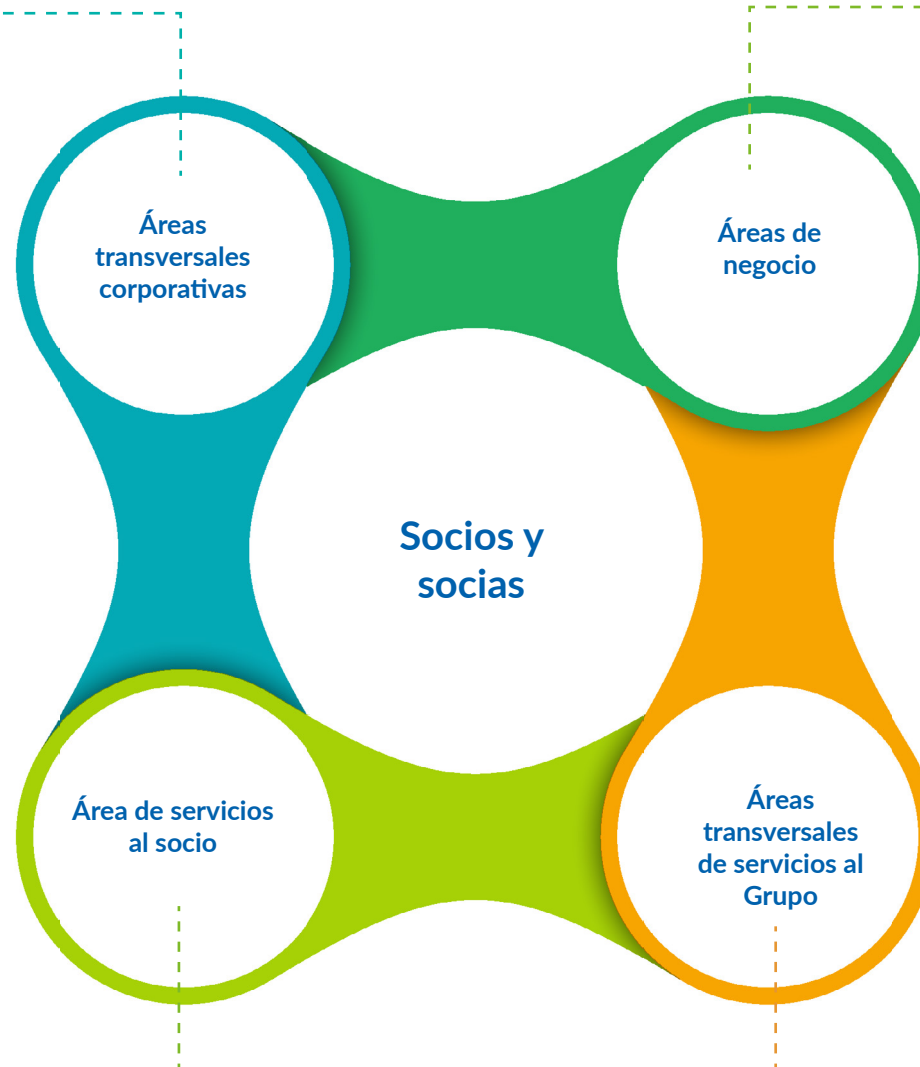 Áreas
transversales
corporativas
Áreas de
negocio
Socios y
socias
Área de servicios
al socio
Áreas
transversales
de servicios al
Grupo